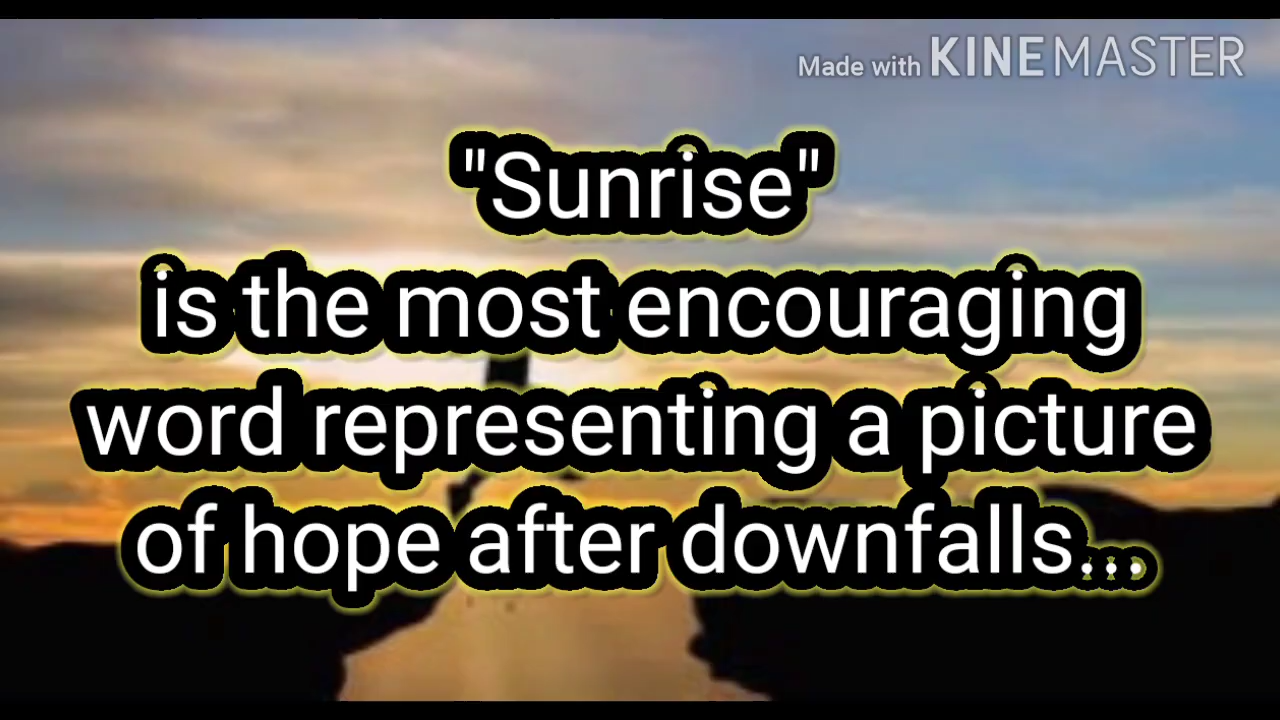 Made with KINEMASTER
"Sunrise"
is the most encouraging
word representing a picture
of hope after downfalls...